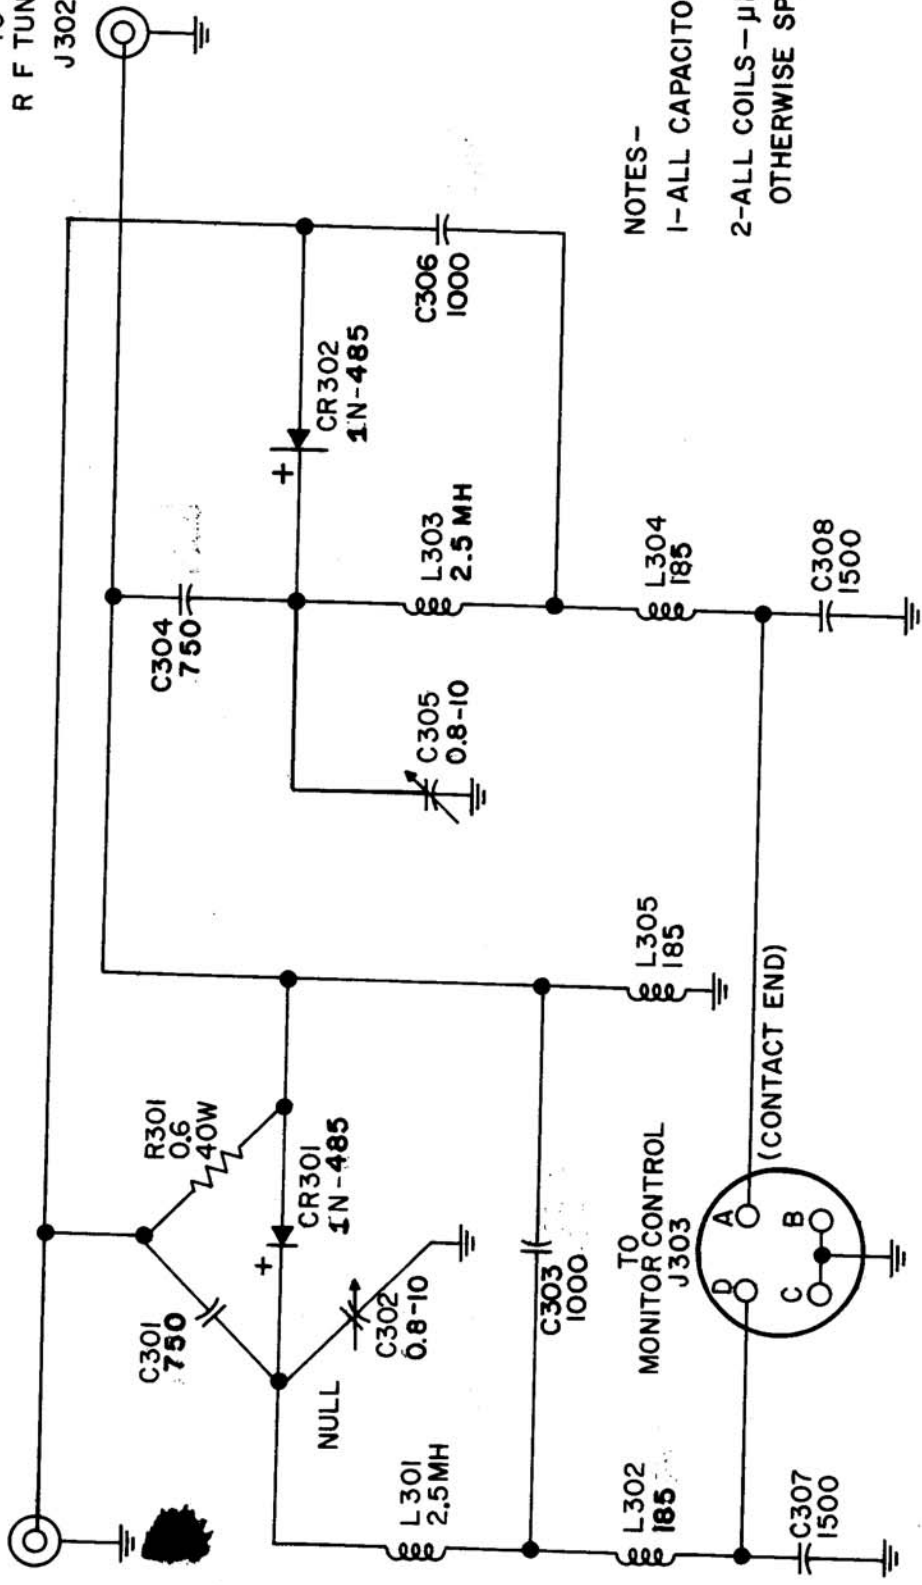 R F TUN
J302
C304
750
CR302
1N-485
C306
1000
+
L303
2.5 MH
C305
0.8-10
L304
185
C308
1500
NOTES-
1-ALL CAPACITO
2-ALL COILS-μ
OTHERWISE SP
R301
0.6
40W
C301
750
CR301
1N-485
+
C302
0.8-10
NULL
L301
2.5MH
C303
1000
L305
185
L302
185
C307
1500
TO
MONITOR CONTROL
J303
(CONTACT END)
D A
C B